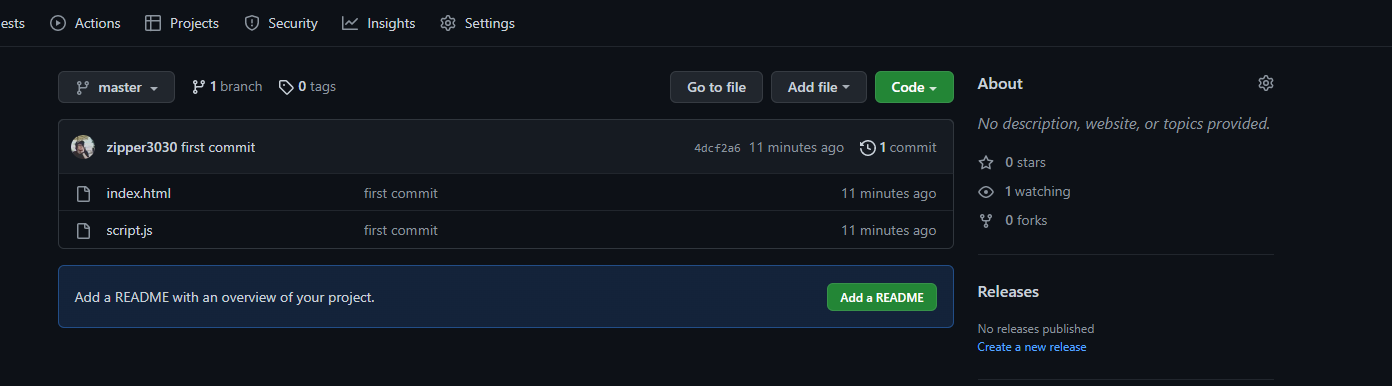 ests Actions Projects Security Insights Settings
master 1 branch 0 tags Go to file Add file Code
zipper3030 first commit 4dcf2a6 11 minutes ago 1 commit
index.html first commit 11 minutes ago
script.js first commit 11 minutes ago
Add a README with an overview of your project. Add a README
About
No description, website, or topics provided.
0 stars
1 watching
0 forks
Releases
No releases published
Create a new release